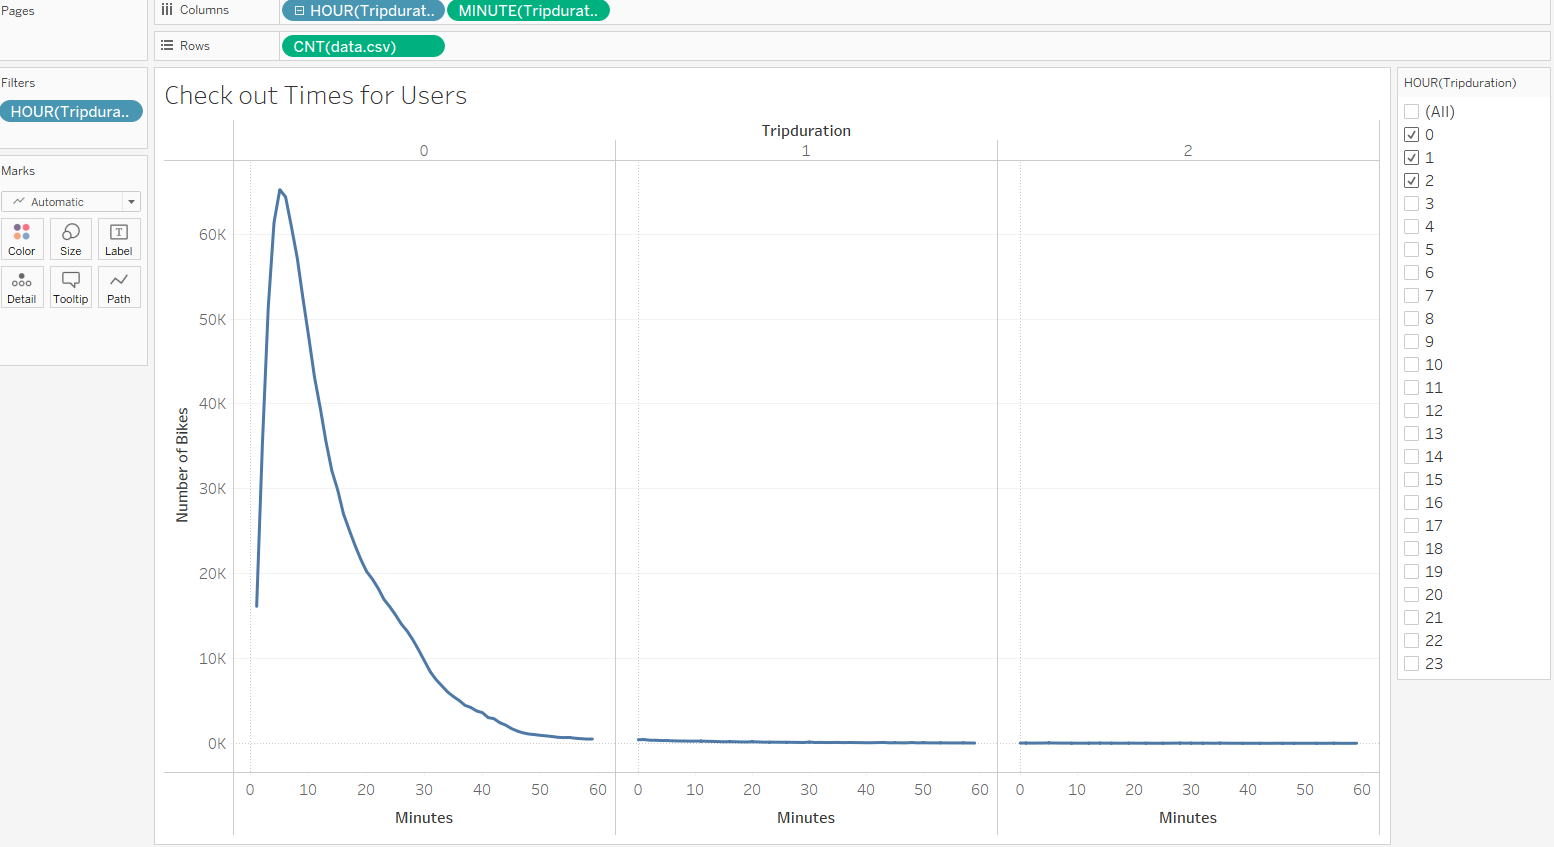 Pages
Columns
HOUR(Tripdurat..
MINUTE(Tripdurat..
Rows
CNT(data.csv)
Filters
HOUR(Tripdura..
Marks
Automatic
Color
Size
Label
Detail
Tooltip
Path
Check out Times for Users
Tripduration
0 1 2
Number of Bikes
60K
50K
40K
30K
20K
10K
0K
0 10 20 30 40 50 60 0 10 20 30 40 50 60 0 10 20 30 40 50 60
Minutes Minutes Minutes
HOUR(Tripduration)
(All)
0
1
2
3
4
5
6
7
8
9
10
11
12
13
14
15
16
17
18
19
20
21
22
23